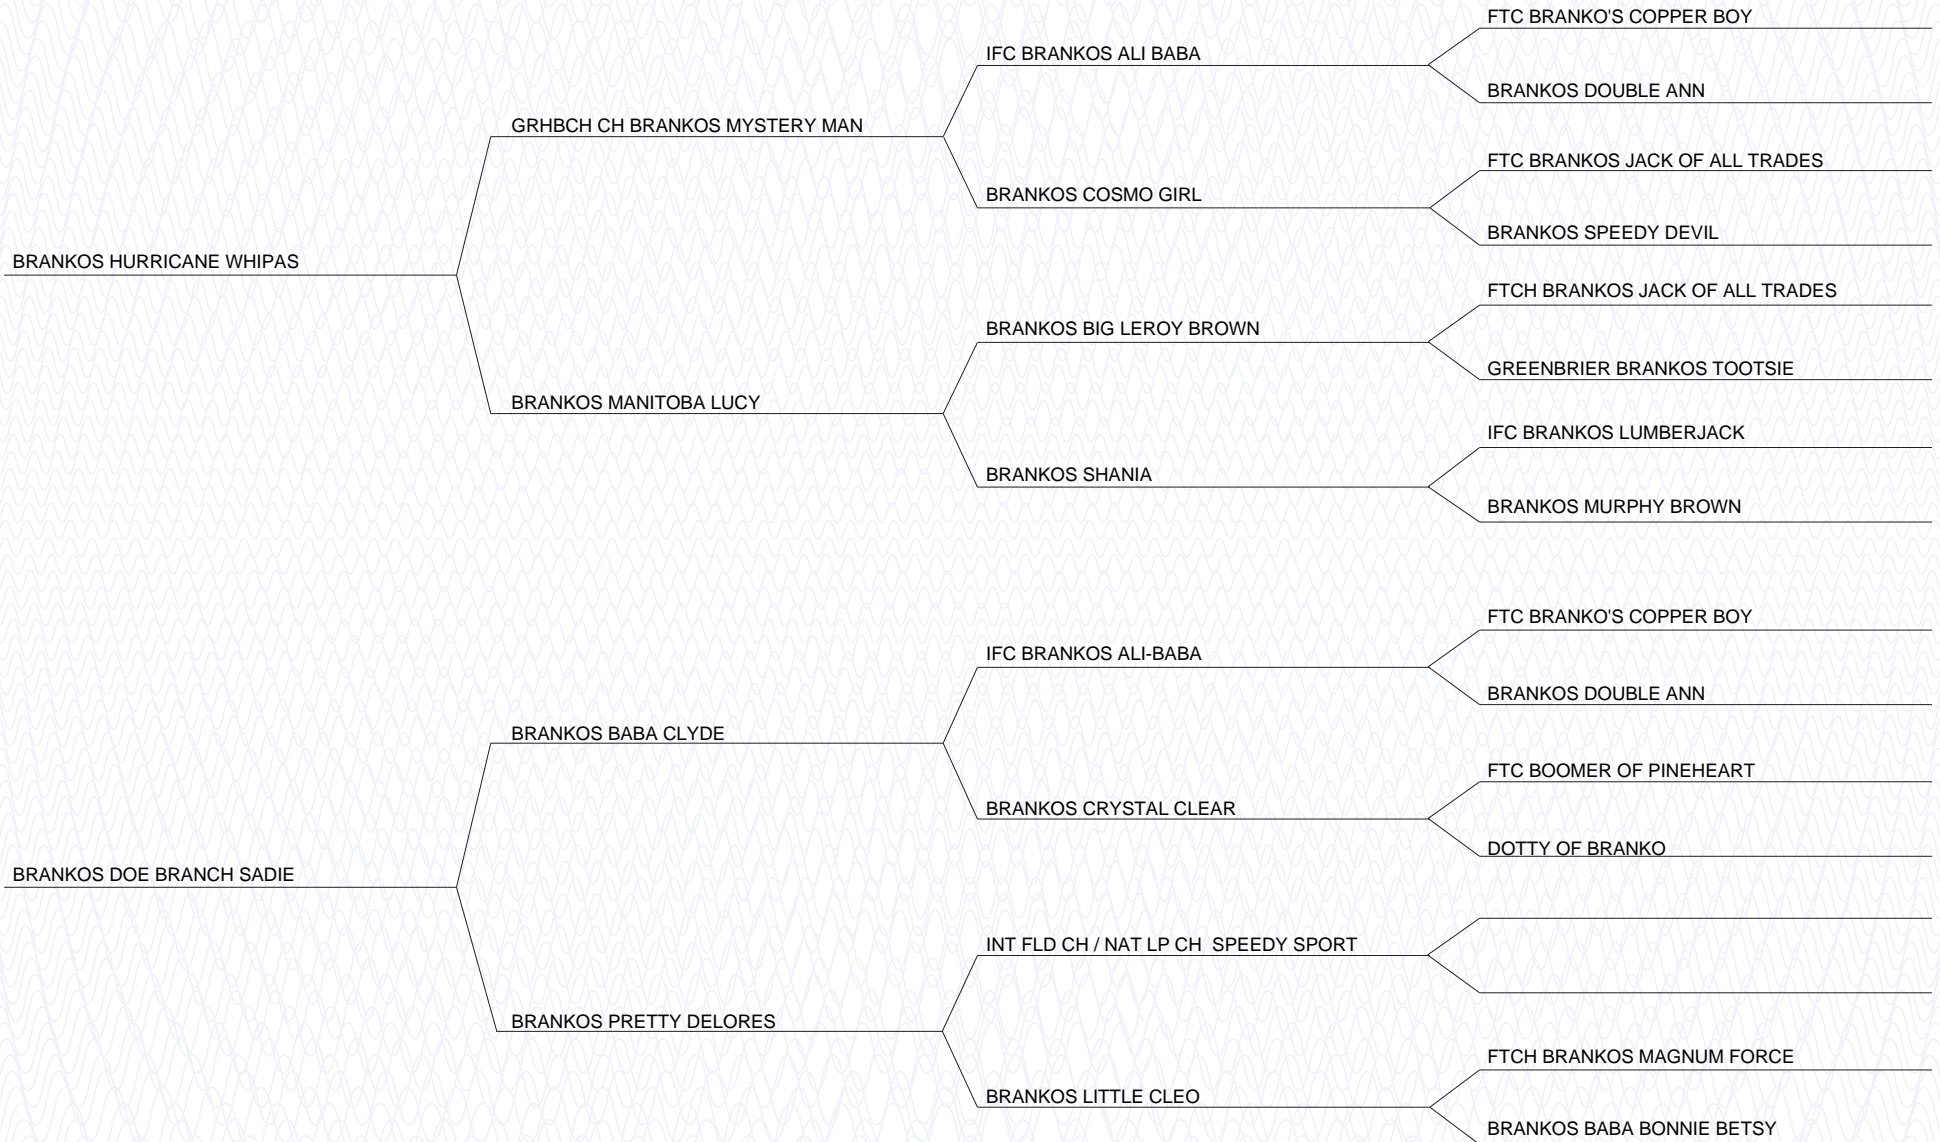 FTC BRANKO'S COPPER BOY
IFC BRANKOS ALI BABA
BRANKOS DOUBLE ANN
GRHBCH CH BRANKOS MYSTERY MAN
FTC BRANKOS JACK OF ALL TRADES
BRANKOS COSMO GIRL
BRANKOS SPEEDY DEVIL
BRANKOS HURRICANE WHIPAS
FTCH BRANKOS JACK OF ALL TRADES
BRANKOS BIG LEROY BROWN
GREENBRIER BRANKOS TOOTSIE
BRANKOS MANITOBA LUCY
IFC BRANKOS LUMBERJACK
BRANKOS SHANIA
BRANKOS MURPHY BROWN
FTC BRANKO'S COPPER BOY
IFC BRANKOS ALI-BABA
BRANKOS DOUBLE ANN
BRANKOS BABA CLYDE
FTC BOOMER OF PINEHEART
BRANKOS CRYSTAL CLEAR
DOTTY OF BRANKO
BRANKOS DOE BRANCH SADIE
INT FLD CH / NAT LP CH  SPEEDY SPORT
BRANKOS PRETTY DELORES
FTCH BRANKOS MAGNUM FORCE
BRANKOS LITTLE CLEO
BRANKOS BABA BONNIE BETSY